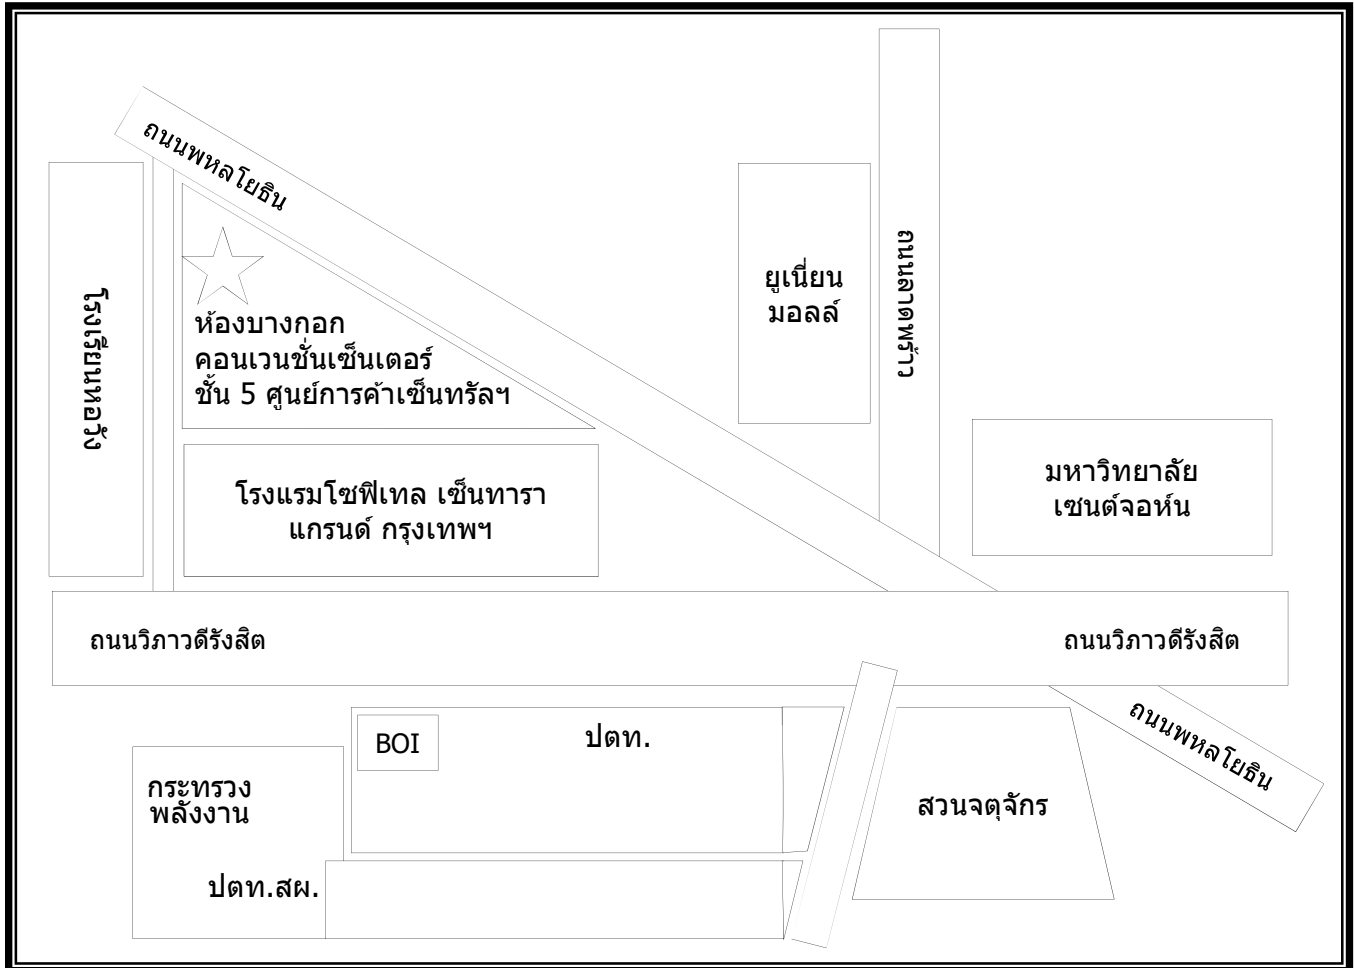 ถนนพหลโยธิน
โรงเรียนหอวัง
ห้องบางกอก
คอนเวนชั่นเซ็นเตอร์
ชั้น 5 ศูนย์การค้าเซ็นทรัลฯ
ยูเนี่ยน
มอลล์
ถนนลาดพร้าว
โรงแรมโซฟิเทล เซ็นทารา
แกรนด์ กรุงเทพฯ
มหาวิทยาลัย
เซนต์จอห์น
ถนนวิภาวดีรังสิต
ถนนวิภาวดีรังสิต
BOI
ปตท.
ถนนพหลโยธิน
กระทรวง
พลังงาน
สวนจตุจักร
ปตท.สผ.